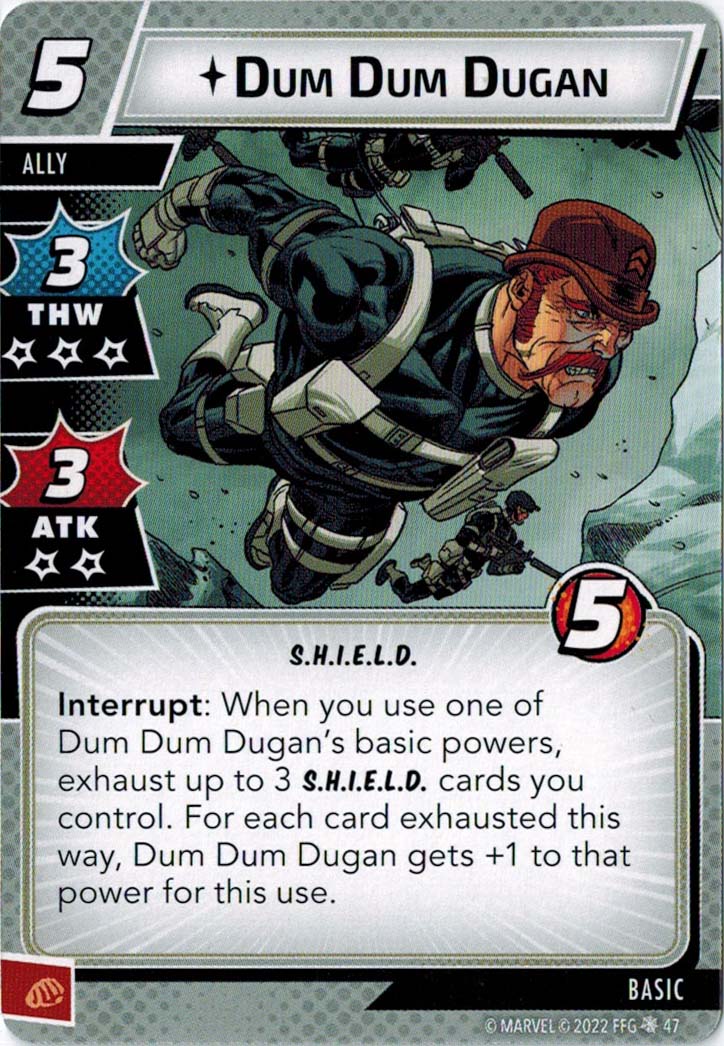 5
DUM DUM DUGAN
ALLY
3
THW
3
ATK
5
S.H.I.E.L.D.
Interrupt: When you use one of
Dum Dum Dugan's basic powers,
exhaust up to 3 S.H.I.E.L.D. cards you
control. For each card exhausted this
way, Dum Dum Dugan gets +1 to that
power for this use.
BASIC
© MARVEL © 2022 FFG 47